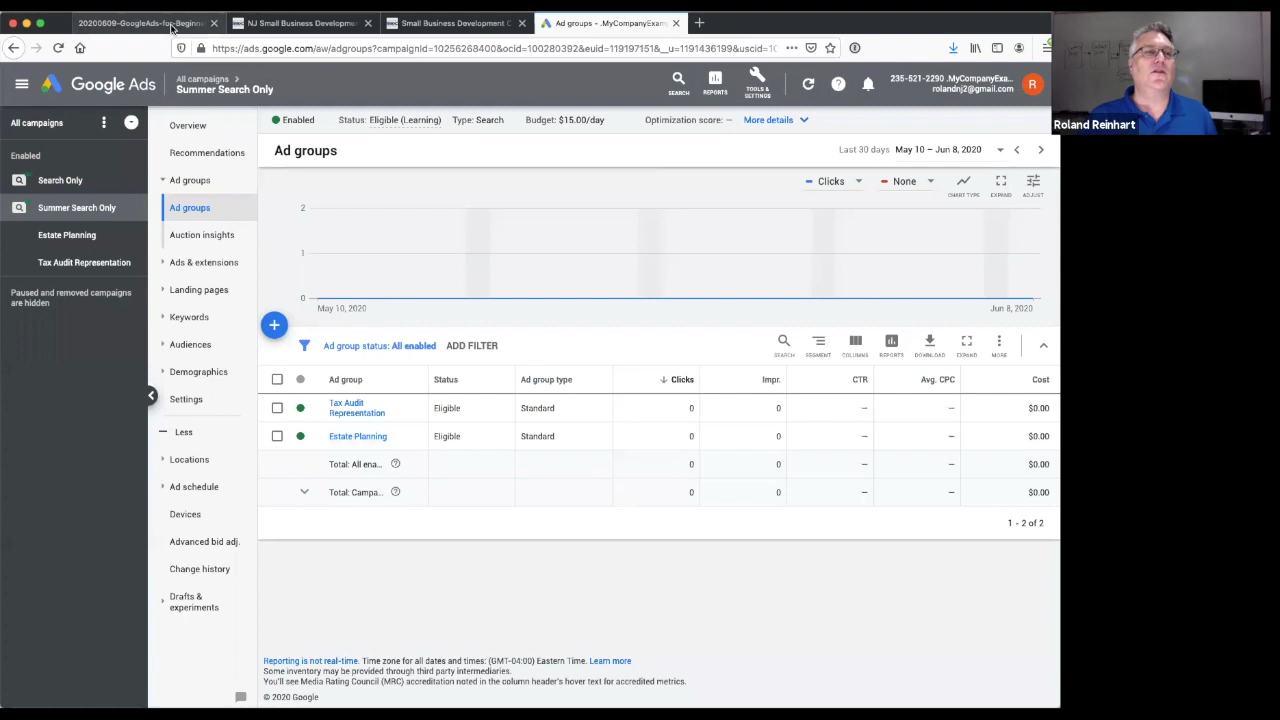 20200609-GoogleAds-for-Beginne
NJ Small Business Developmen
Small Business Development C
Ad groups - .MyCompanyExam
https://ads.google.com/aw/adgroups?campaignId=10256268400&ocid=100280392&euid=119197151&__u=1191436199&uscid=1
Google Ads
All campaigns
Summer Search Only
SEARCH
REPORTS
TOOLS &
SETTINGS
235-521-2290 .MyCompanyExa...
rolandnj2@gmail.com
R
Roland Reinhart
All campaigns
Enabled
Search Only
Summer Search Only
Estate Planning
Tax Audit Representation
Paused and removed campaigns
are hidden
Overview
Recommendations
Ad groups
Ad groups
Auction insights
Ads & extensions
Landing pages
Keywords
Audiences
Demographics
Settings
Less
Locations
Ad schedule
Devices
Advanced bid adj.
Change history
Drafts &
experiments
Enabled Status: Eligible (Learning) Type: Search Budget: $15.00/day Optimization score: — More details
Ad groups
Last 30 days May 10 – Jun 8, 2020
Clicks None
CHART TYPE EXPAND ADJUST
2
1
0
May 10, 2020 Jun 8, 2020
Ad group status: All enabled ADD FILTER
SEARCH SEGMENT COLUMNS REPORTS DOWNLOAD EXPAND MORE
Ad group Status Ad group type Clicks Impr. CTR Avg. CPC Cost
Tax Audit
Representation Eligible Standard 0 0 — — $0.00
Estate Planning Eligible Standard 0 0 — — $0.00
Total: All ena... 0 0 — — $0.00
Total: Campa... 0 0 — — $0.00
1 - 2 of 2
Reporting is not real-time. Time zone for all dates and times: (GMT-04:00) Eastern Time. Learn more
Some inventory may be provided through third party intermediaries.
You'll see Media Rating Council (MRC) accreditation noted in the column header's hover text for accredited metrics.
© 2020 Google